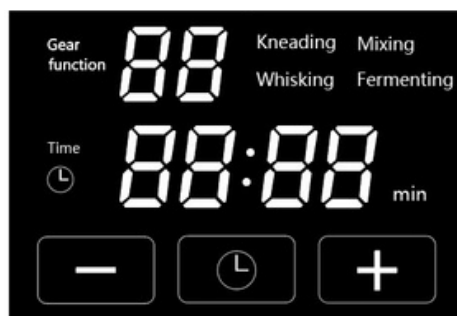 Gear function 88 Kneading Mixing
Whisking Fermenting
Time
88:88 min
− +